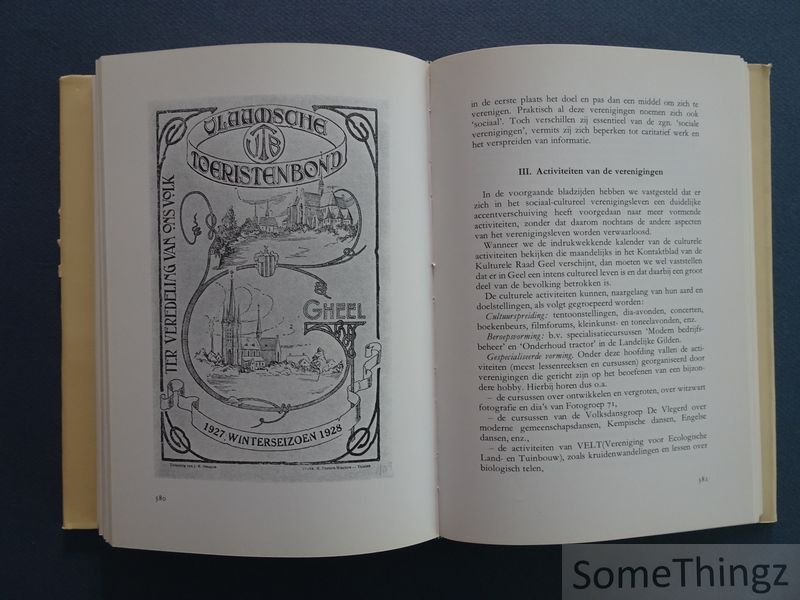 VLAAMSCHE
VTB
TOERISTENBOND
TER VEREDELING VAN ONS VOLK
GHEEL
1927. WINTERSEIZOEN 1928
380
in de eerste plaats het doel en pas dan een middel om zich te
verenigen. Praktisch al deze verenigingen noemen zich ook
‘sociaal’. Toch verschillen zij essentieel van de zgn. ‘sociale
verenigingen’, vermits zij zich beperken tot caritatief werk en
het verspreiden van informatie.
III. Activiteiten van de verenigingen
In de voorgaande bladzijden hebben we vastgesteld dat er
zich in het sociaal-cultureel verenigingsleven een duidelijke
accentverschuiving heeft voorgedaan naar meer vormende
activiteiten, zonder dat daarom nochtans de andere aspecten
van het verenigingsleven worden verwaarloosd.
Wanneer we de indrukwekkende kalender van de culturele
activiteiten bekijken die maandelijks in het Kontaktblad van de
Kulturele Raad Geel verschijnt, dan moeten we wel vaststellen
dat er in Geel een intens cultureel leven is en dat daarbij een groot
deel van de bevolking betrokken is.
De culturele activiteiten kunnen, naargelang van hun aard en
doelstellingen, als volgt gegroepeerd worden:
Cultuurspreiding: tentoonstellingen, dia-avonden, concerten,
boekenbeurs, filmforums, kleinkunst- en toneelavonden, enz.
Beroepsvorming: b.v. specialisatiecursussen ‘Modern bedrijfs-
beheer’ en ‘Onderhoud tractor’ in de Landelijke Gilden.
Gespecialiseerde vorming. Onder deze hoofding vallen de acti-
viteiten (meest lessenreeksen en cursussen) georganiseerd door
verenigingen die gericht zijn op het beoefenen van een bijzon-
dere hobby. Hierbij horen dus o.a.
– de cursussen over ontwikkelen en vergroten, over witzwart
fotografie en dia’s van Fotogroep 71,
– de cursussen van de Volksdansgroep De Vlegerd over
moderne gemeenschapsdansen, Kempische dansen, Engelse
dansen, enz.,
– de activiteiten van VELT(Vereniging voor Ecologische
Land- en Tuinbouw), zoals kruidenwandelingen en lessen over
biologisch telen,
381
SomeThingz